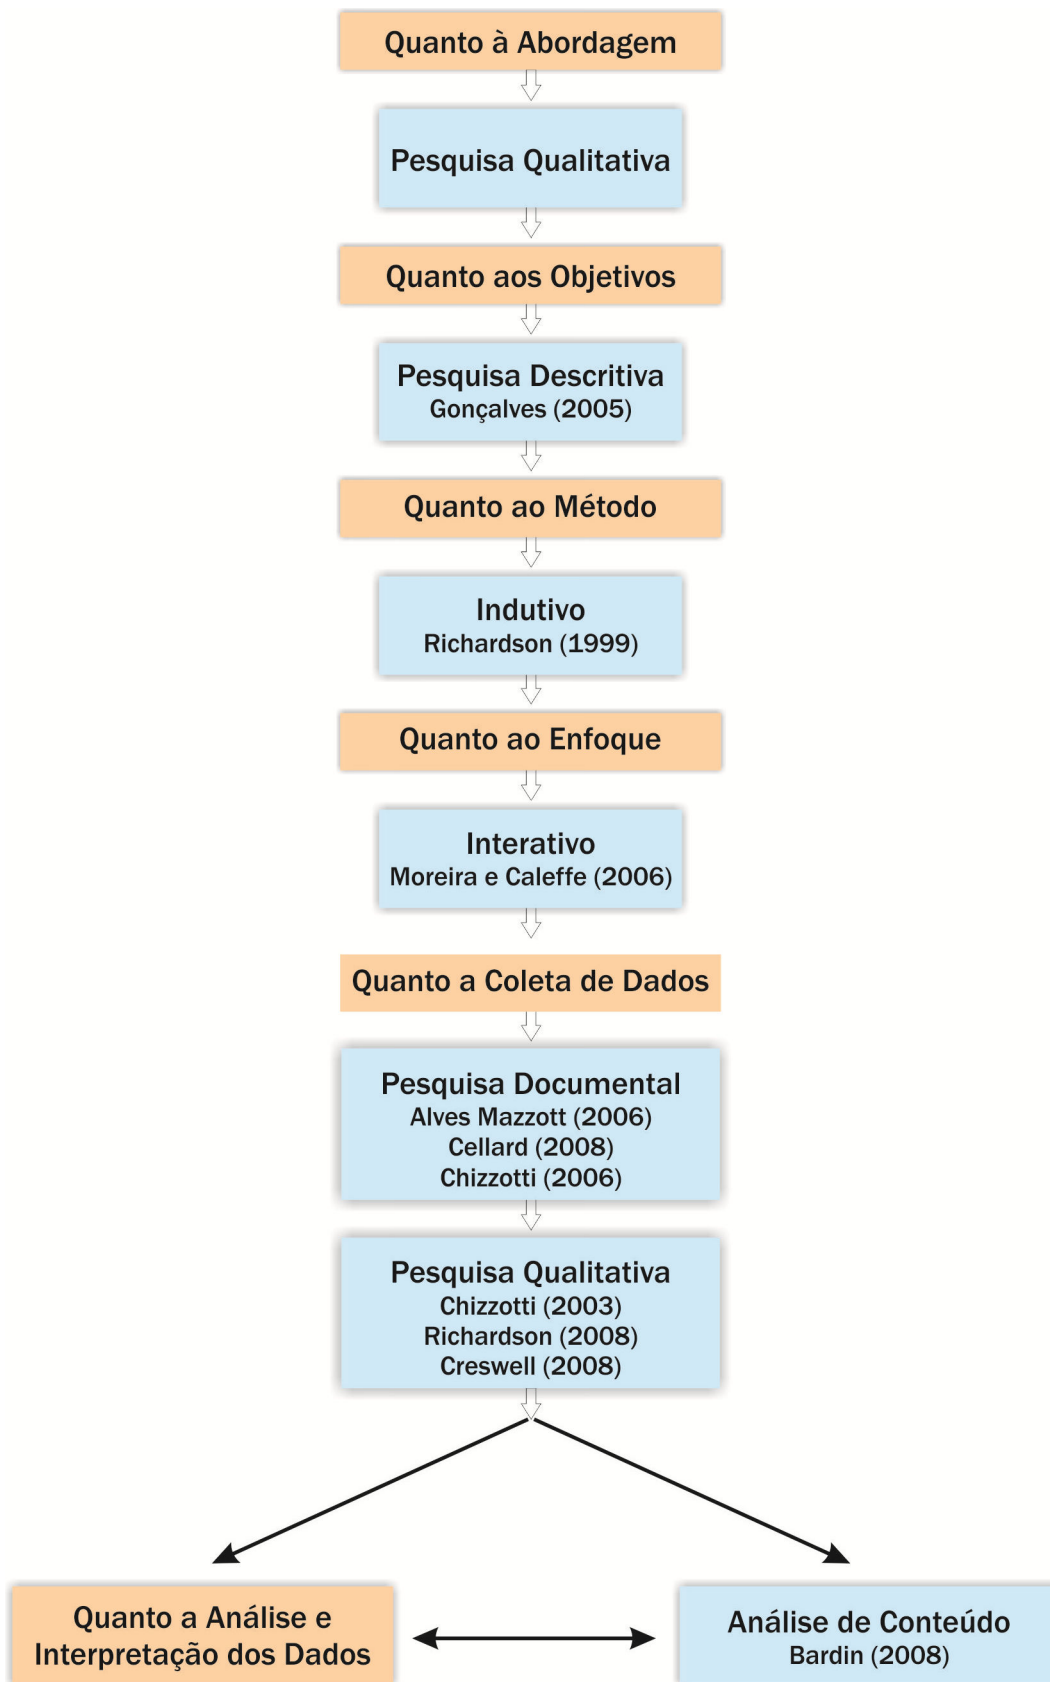 Quanto à Abordagem
Pesquisa Qualitativa
Quanto aos Objetivos
Pesquisa Descritiva
Gonçalves (2005)
Quanto ao Método
Indutivo
Richardson (1999)
Quanto ao Enfoque
Interativo
Moreira e Caleffe (2006)
Quanto a Coleta de Dados
Pesquisa Documental
Alves Mazzott (2006)
Cellard (2008)
Chizzotti (2006)
Pesquisa Qualitativa
Chizzotti (2003)
Richardson (2008)
Creswell (2008)
Quanto a Análise e
Interpretação dos Dados
Análise de Conteúdo
Bardin (2008)